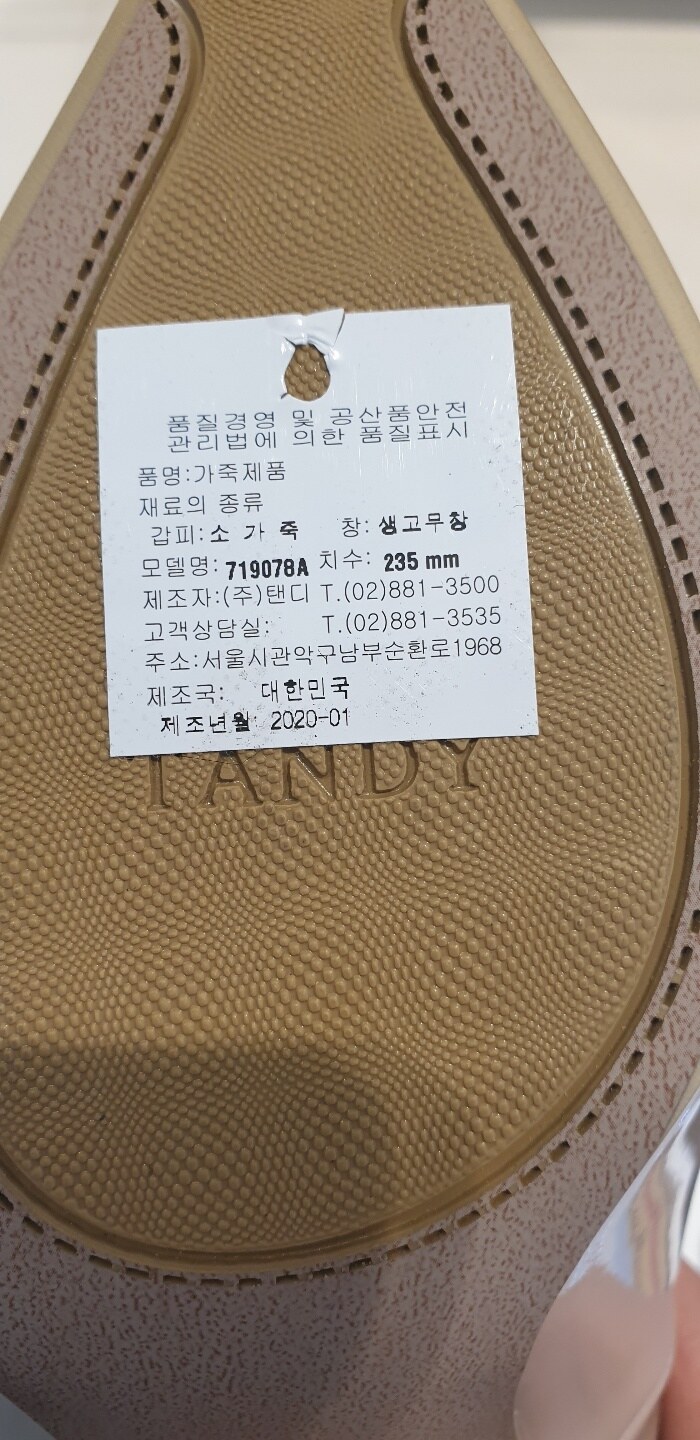 품질경영 및 공산품안전
관리법에 의한 품질표시
품명:가죽제품
재료의 종류
갑피:소 가 죽 창:생고무창
모델명: 719078A 치수: 235 mm
제조자:(주)탠디 T.(02)881-3500
고객상담실: T.(02)881-3535
주소:서울시관악구남부순환로1968
제조국: 대한민국
제조년월: 2020-01
TANDY